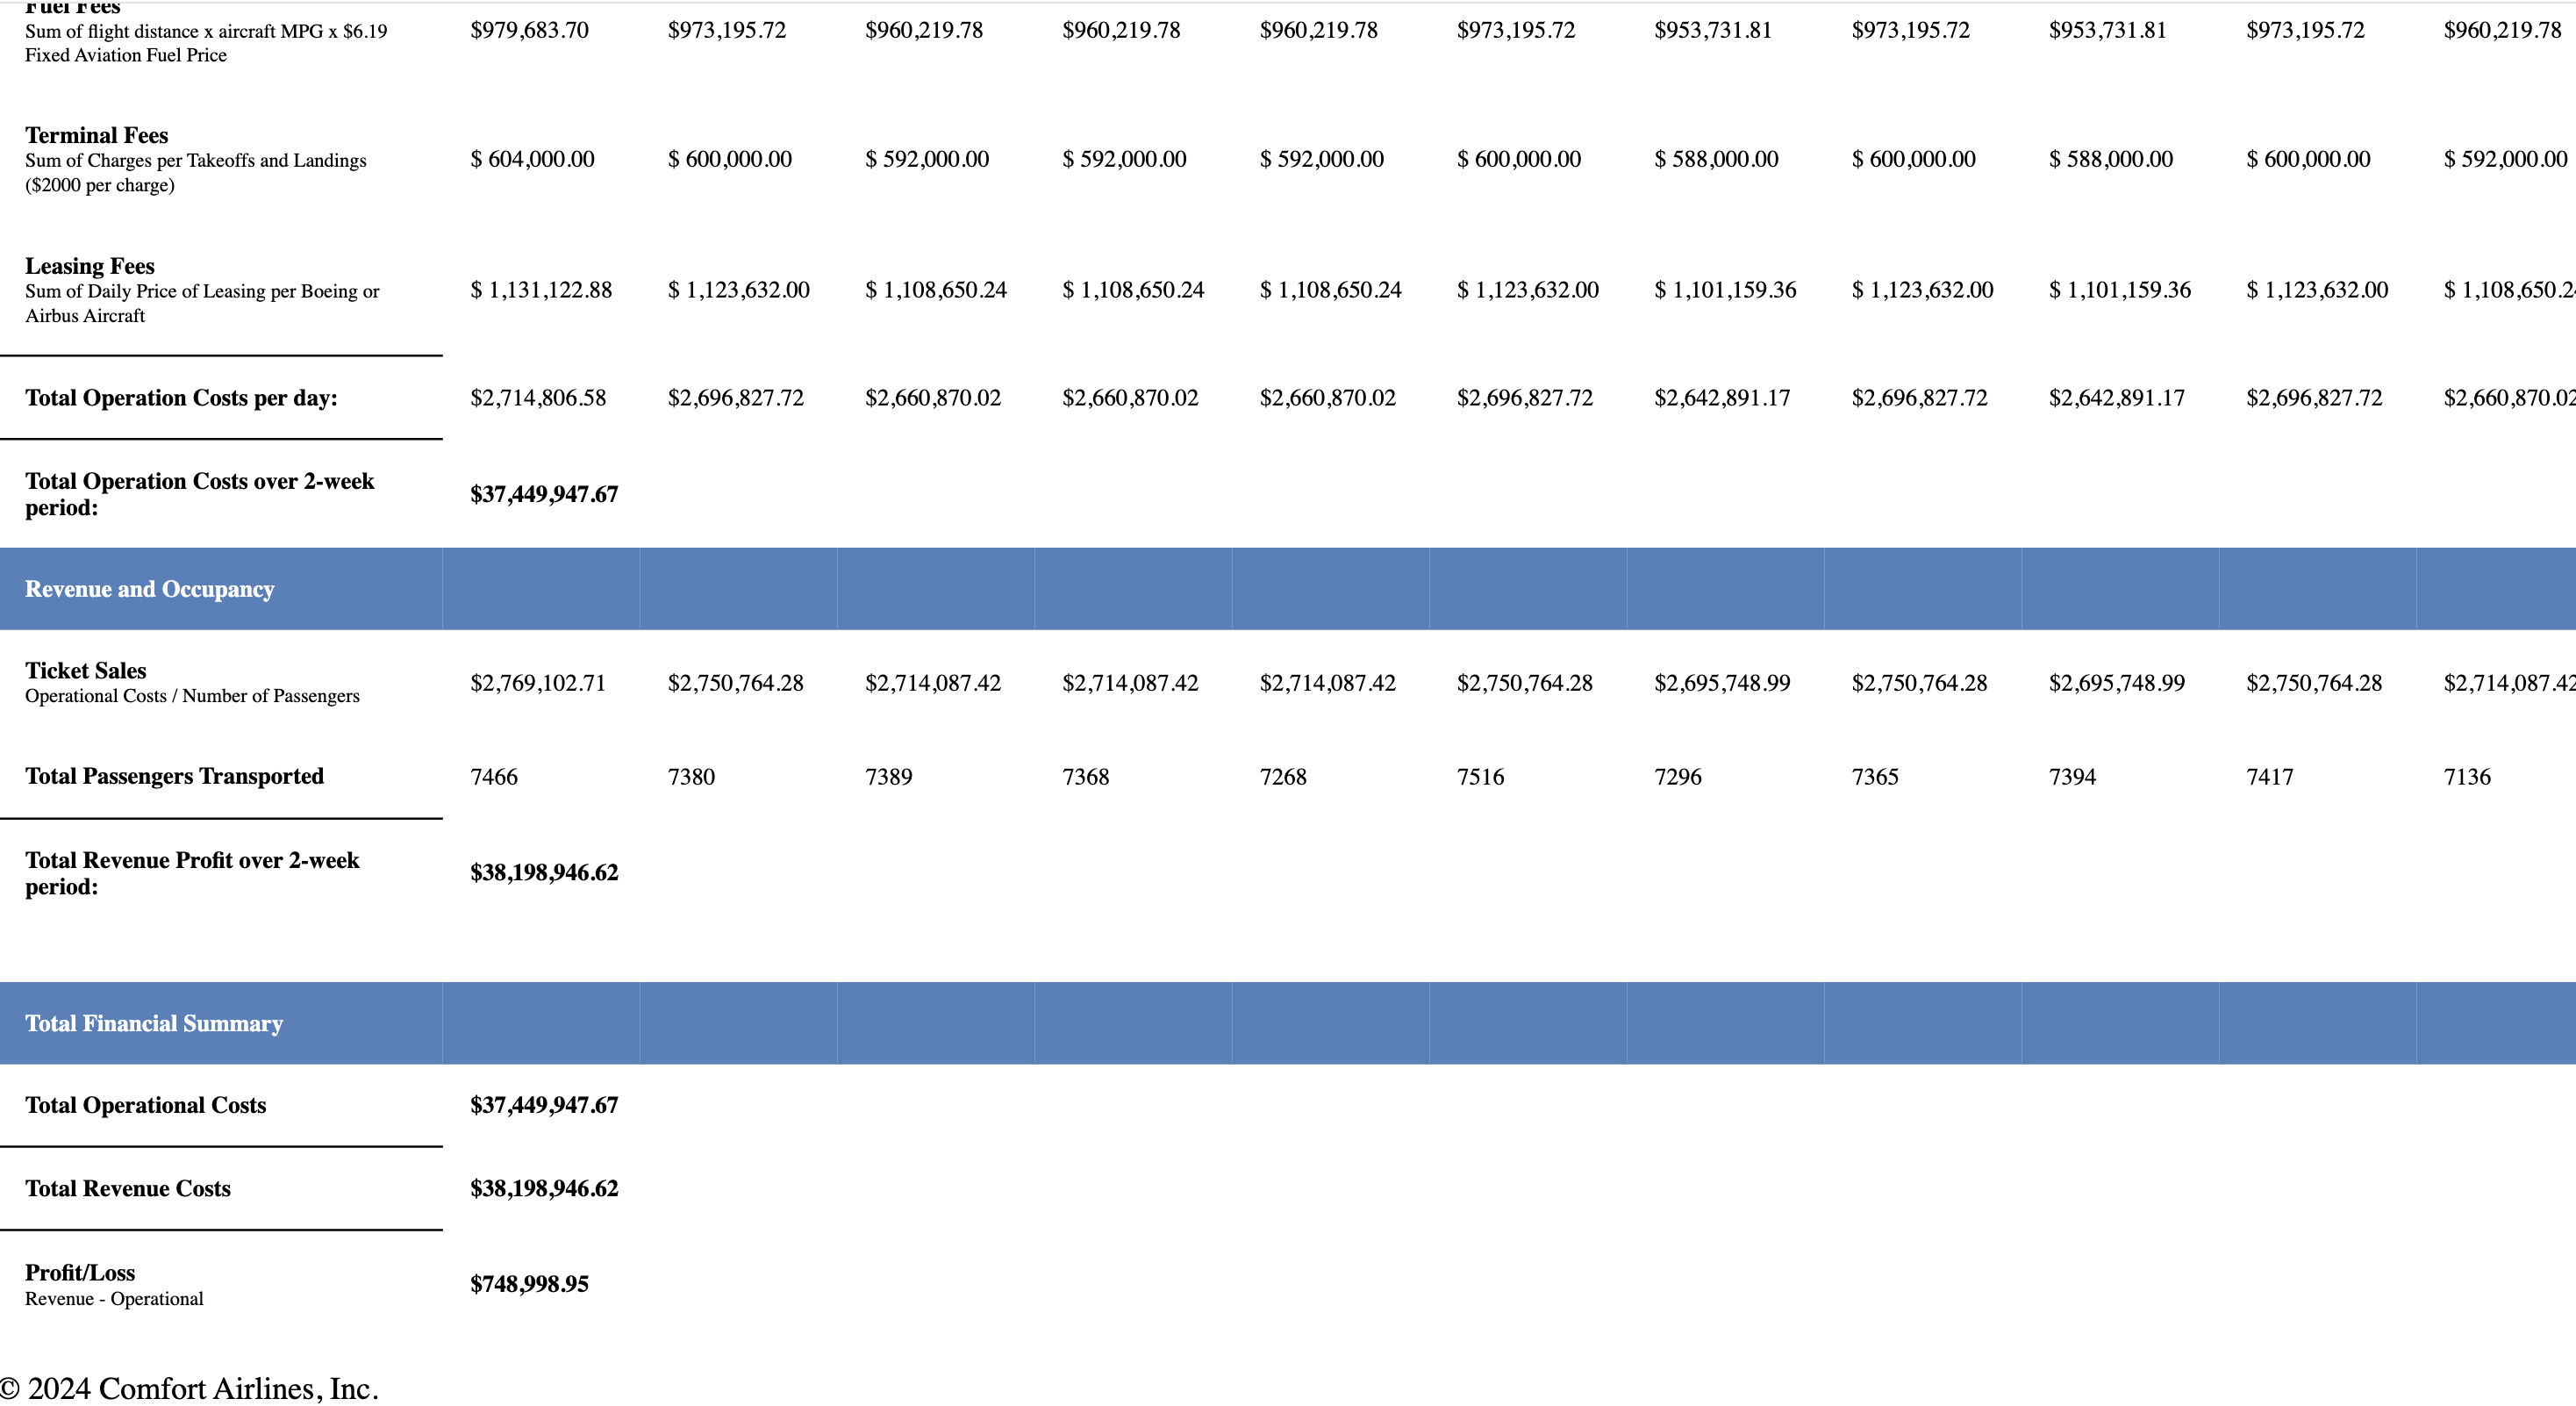 Fuel Fees
Sum of flight distance x aircraft MPG x $6.19
Fixed Aviation Fuel Price
$979,683.70 $973,195.72 $960,219.78 $960,219.78 $960,219.78 $973,195.72 $953,731.81 $973,195.72 $953,731.81 $973,195.72 $960,219.78
Terminal Fees
Sum of Charges per Takeoffs and Landings
($2000 per charge)
$ 604,000.00 $ 600,000.00 $ 592,000.00 $ 592,000.00 $ 592,000.00 $ 600,000.00 $ 588,000.00 $ 600,000.00 $ 588,000.00 $ 600,000.00 $ 592,000.00
Leasing Fees
Sum of Daily Price of Leasing per Boeing or
Airbus Aircraft
$ 1,131,122.88 $ 1,123,632.00 $ 1,108,650.24 $ 1,108,650.24 $ 1,108,650.24 $ 1,123,632.00 $ 1,101,159.36 $ 1,123,632.00 $ 1,101,159.36 $ 1,123,632.00 $ 1,108,650.24
Total Operation Costs per day: $2,714,806.58 $2,696,827.72 $2,660,870.02 $2,660,870.02 $2,660,870.02 $2,696,827.72 $2,642,891.17 $2,696,827.72 $2,642,891.17 $2,696,827.72 $2,660,870.02
Total Operation Costs over 2-week
period:
$37,449,947.67
Revenue and Occupancy
Ticket Sales
Operational Costs / Number of Passengers
$2,769,102.71 $2,750,764.28 $2,714,087.42 $2,714,087.42 $2,714,087.42 $2,750,764.28 $2,695,748.99 $2,750,764.28 $2,695,748.99 $2,750,764.28 $2,714,087.42
Total Passengers Transported 7466 7380 7389 7368 7268 7516 7296 7365 7394 7417 7136
Total Revenue Profit over 2-week
period:
$38,198,946.62
Total Financial Summary
Total Operational Costs $37,449,947.67
Total Revenue Costs $38,198,946.62
Profit/Loss
Revenue - Operational
$748,998.95
© 2024 Comfort Airlines, Inc.